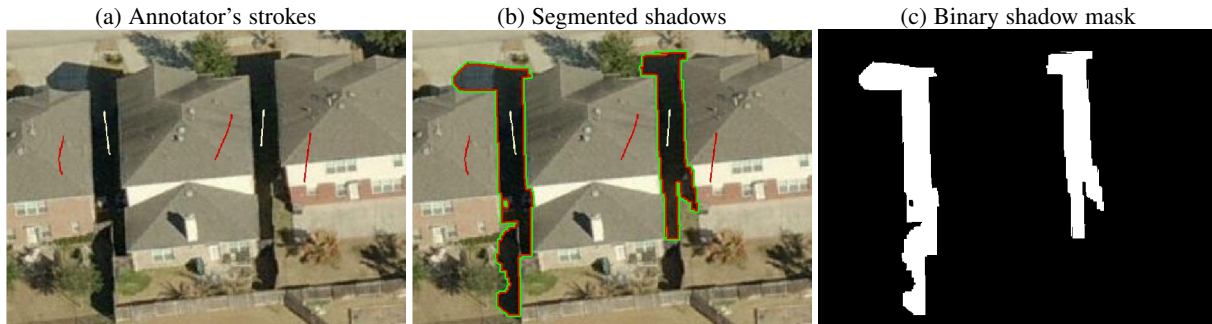 (a) Annotator's strokes
(b) Segmented shadows
(c) Binary shadow mask